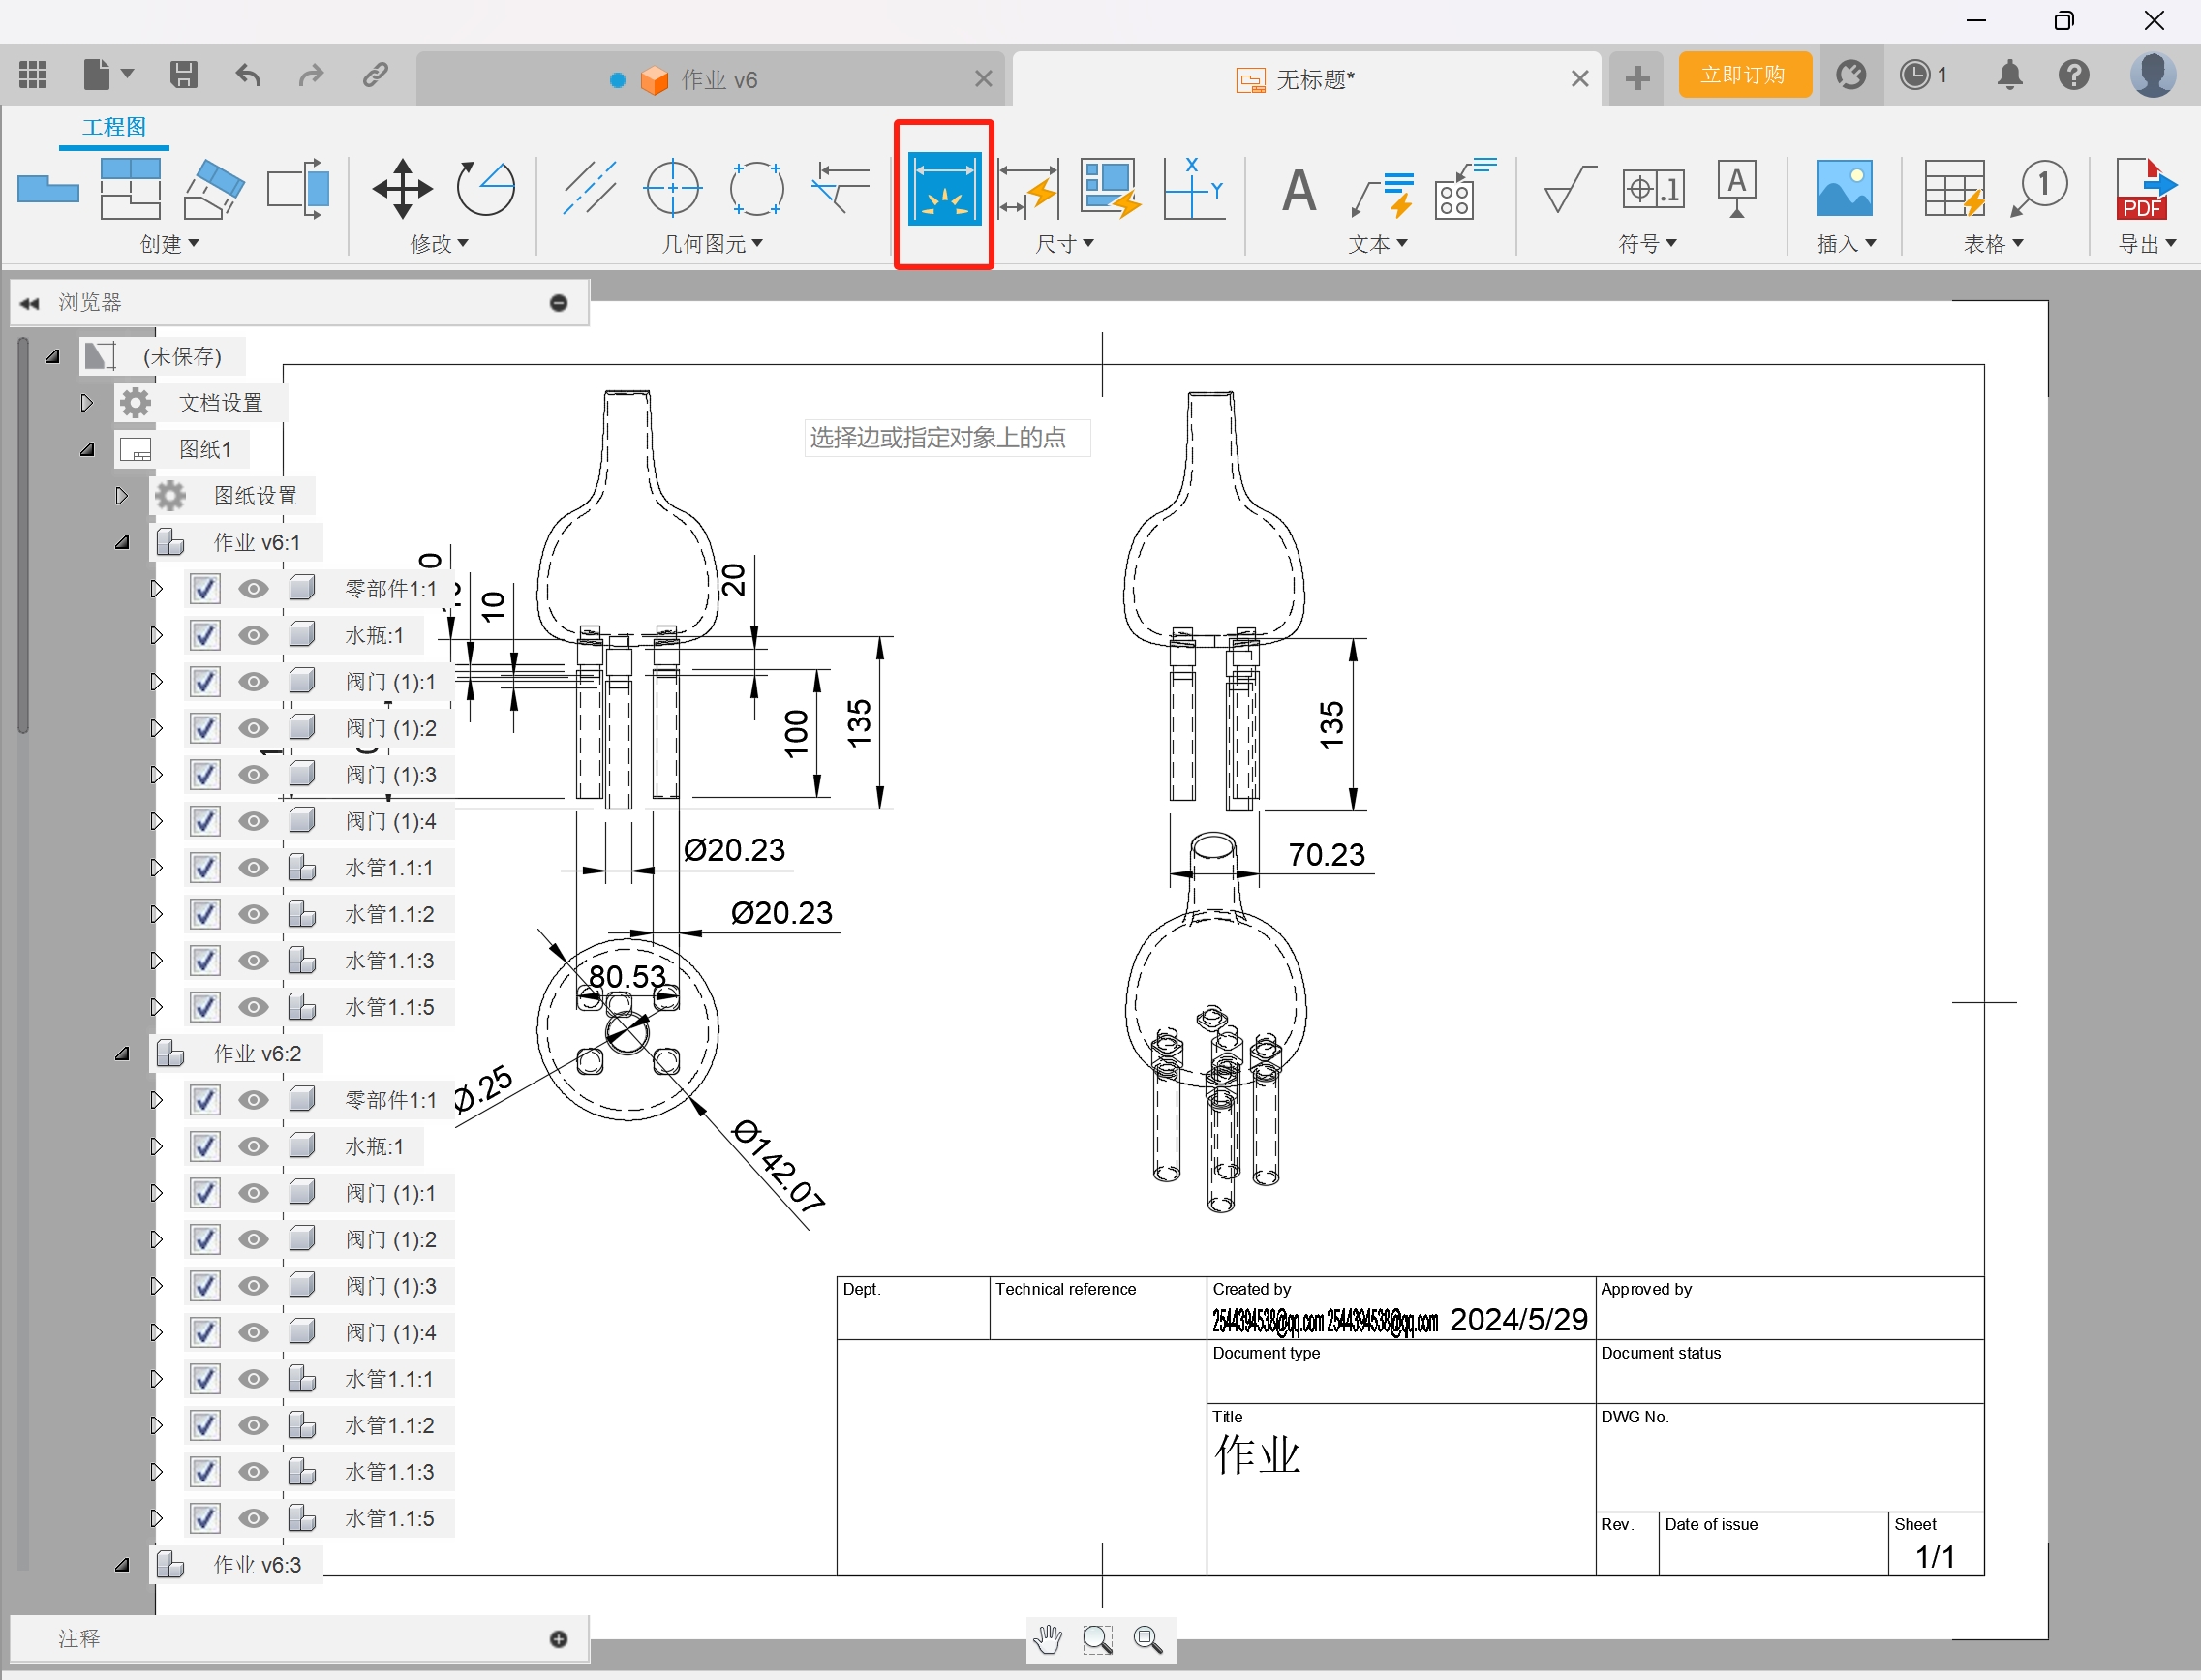 作业 v6
无标题*
立即订购
1
工程图
创建
修改
几何图元
尺寸
文本
符号
插入
表格
导出
X
Y
A
.1
A
1
PDF
浏览器
(未保存)
文档设置
图纸1
图纸设置
作业 v6:1
零部件1:1
水瓶:1
阀门 (1):1
阀门 (1):2
阀门 (1):3
阀门 (1):4
水管1.1:1
水管1.1:2
水管1.1:3
水管1.1:5
作业 v6:2
零部件1:1
水瓶:1
阀门 (1):1
阀门 (1):2
阀门 (1):3
阀门 (1):4
水管1.1:1
水管1.1:2
水管1.1:3
水管1.1:5
作业 v6:3
注释
选择边或指定对象上的点
10
20
100
135
135
Ø20.23
70.23
Ø20.23
80.53
Ø.25
Ø142.07
Dept.
Technical reference
Created by
2544394538@qq.com 2544394538@qq.com 2024/5/29
Approved by
Document type
Document status
Title
作业
DWG No.
Rev.
Date of issue
Sheet
1/1